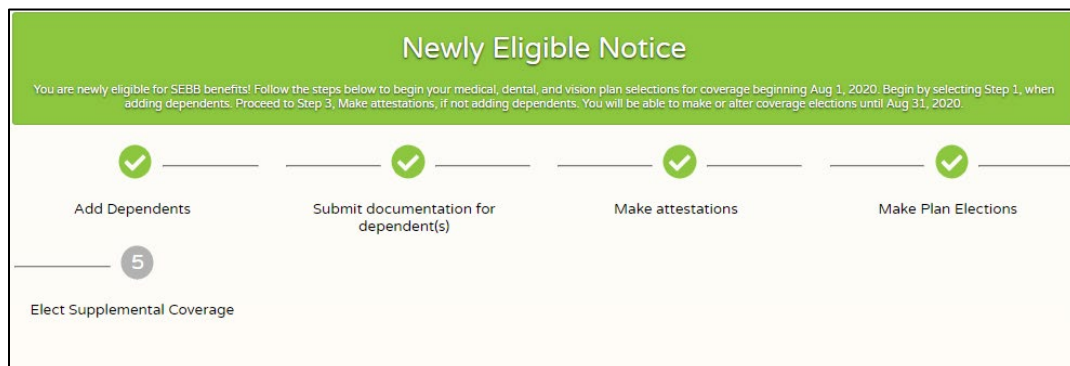 Newly Eligible Notice
You are newly eligible for SEBB benefits! Follow the steps below to begin your medical, dental, and vision plan selections for coverage beginning Aug 1, 2020. Begin by selecting Step 1, when
adding dependents. Proceed to Step 3, Make attestations, if not adding dependents. You will be able to make or alter coverage elections until Aug 31, 2020.
Add Dependents
Submit documentation for
dependent(s)
Make attestations
Make Plan Elections
5
Elect Supplemental Coverage